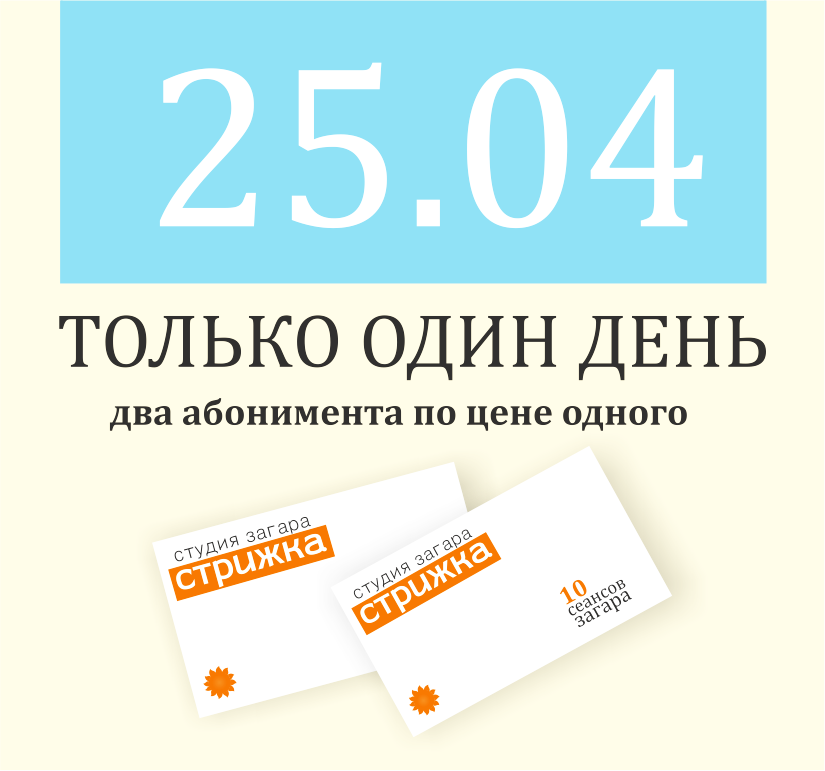 25.04
ТОЛЬКО ОДИН ДЕНЬ
два абонимента по цене одного
студия загара
стрижка
студия загара
стрижка
10
сеансов
загара